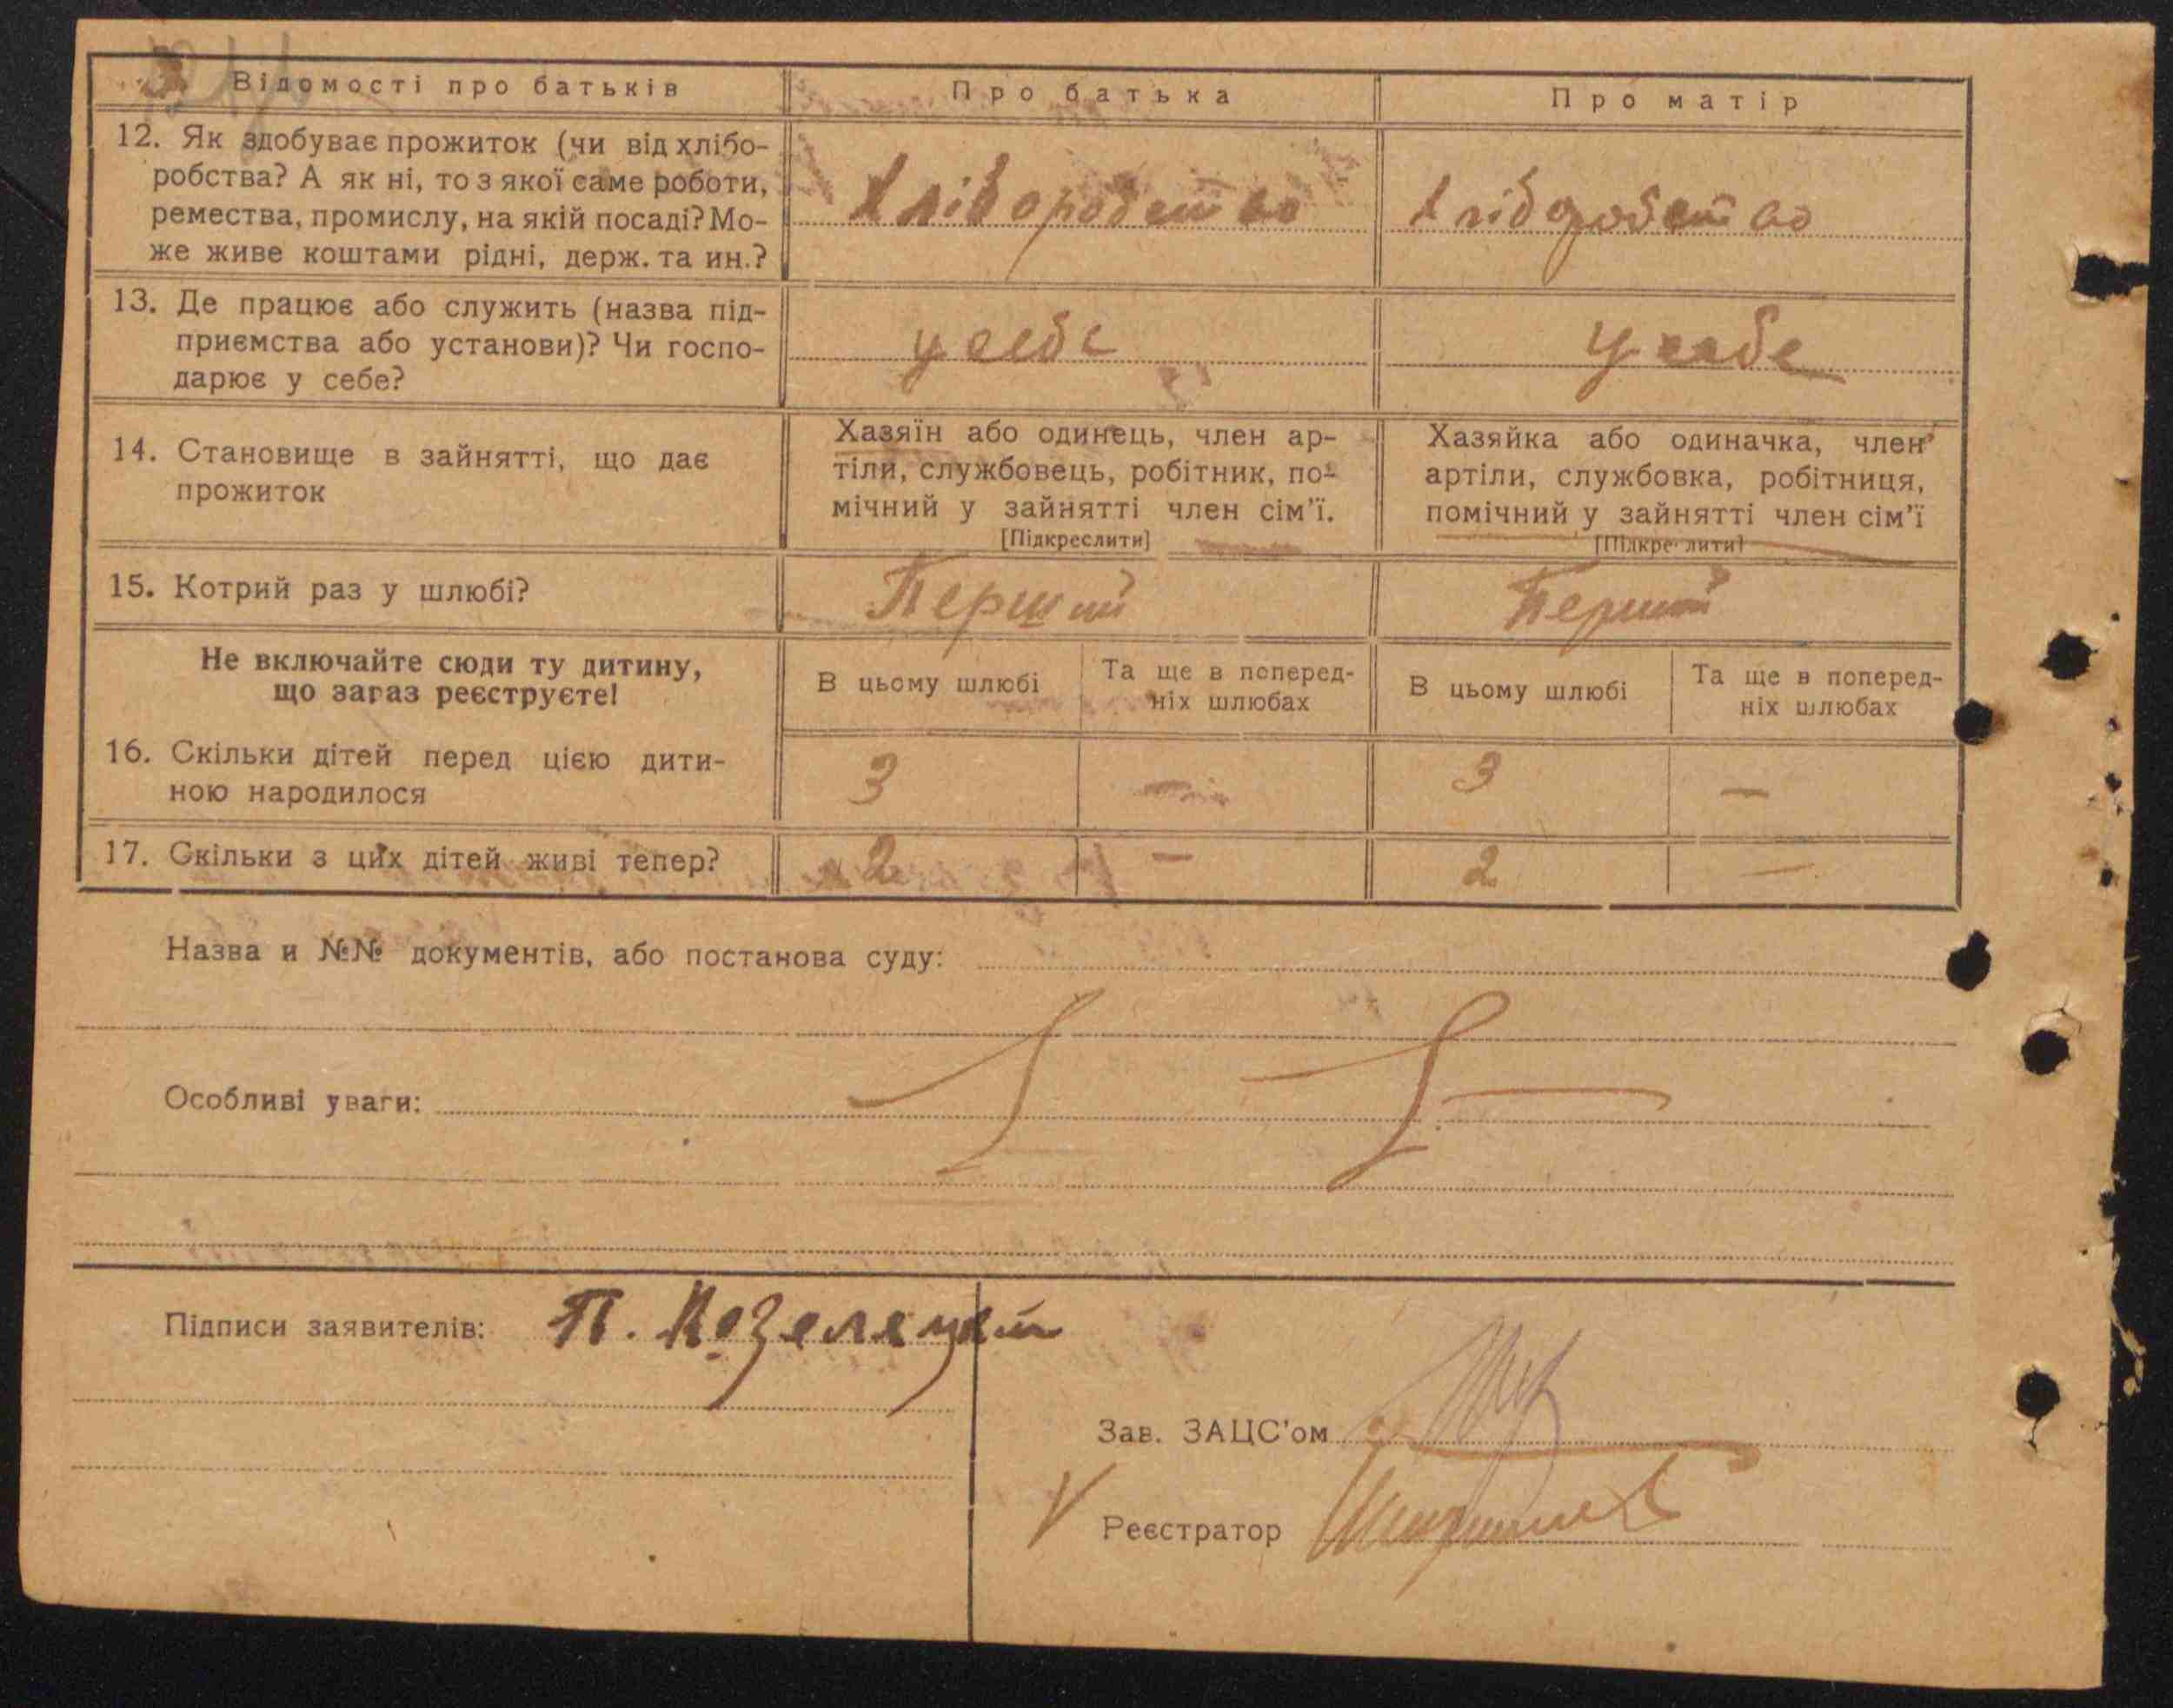 Відомості про батьків
Про батька
Про матір
12. Як здобуває прожиток (чи від хлібо-
робства? А як ні, то з якої саме роботи,
ремества, промислу, на якій посаді? Мо-
же живе коштами рідні, держ. та ин.?
Хліборобство
Хліборобство
13. Де працює або служить (назва під-
приємства або установи)? Чи госпо-
дарює у себе?
у себе
у себе
14. Становище в зайнятті, що дає
прожиток
Хазяїн або одинець, член ар-
тіли, службовець, робітник, по-
мічний у зайнятті член сім'ї.
[Підкреслити]
Хазяйка або одиначка, член
артіли, службовка, робітниця,
помічний у зайнятті член сім'ї
[Підкреслити]
15. Котрий раз у шлюбі?
Перший
Перший
Не включайте сюди ту дитину,
що зараз реєструєте!
В цьому шлюбі
Та ще в поперед-
ніх шлюбах
В цьому шлюбі
Та ще в поперед-
ніх шлюбах
16. Скільки дітей перед цією дити-
ною народилося
3 — 3 —
17. Скільки з цих дітей живі тепер?
2 — 2 —
Назва и №№ документів, або постанова суду:
Особливі уваги:
Підписи заявителів: П. Козелецкий
Зав. ЗАЦС'ом
Реєстратор